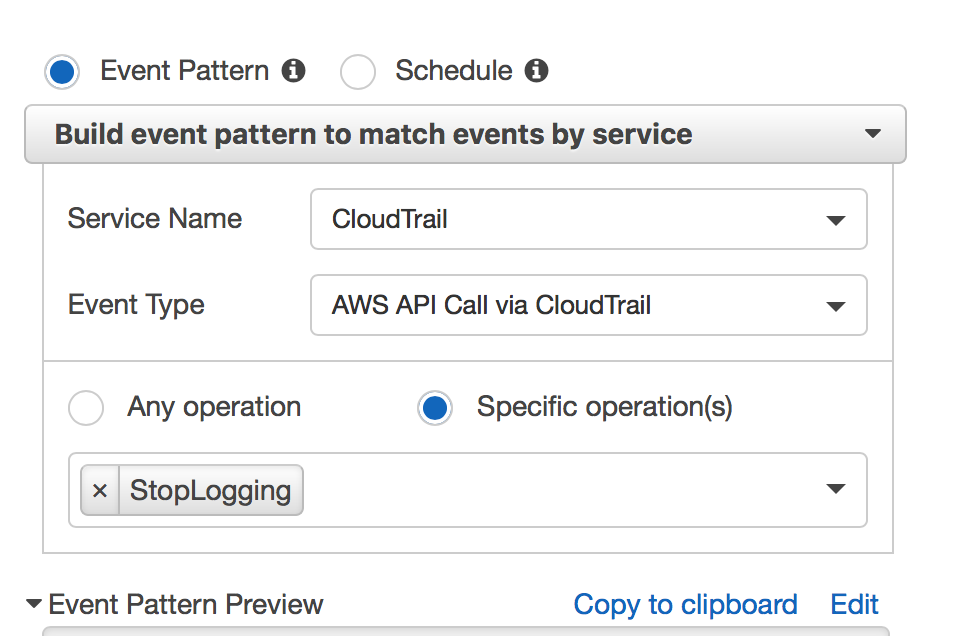 Event Pattern Schedule
Build event pattern to match events by service
Service Name CloudTrail
Event Type AWS API Call via CloudTrail
Any operation Specific operation(s)
× StopLogging
Event Pattern Preview Copy to clipboard Edit